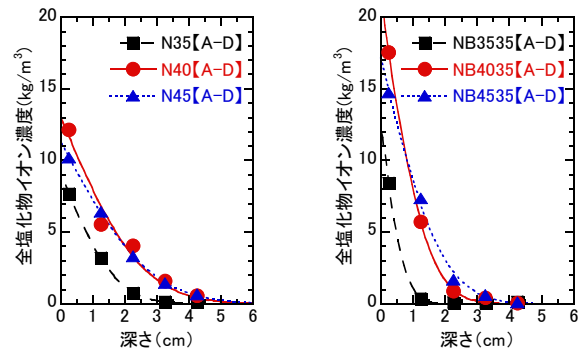 20
15
10
5
0
全塩化物イオン濃度(kg/m³)
N35【A-D】
N40【A-D】
N45【A-D】
0 1 2 3 4 5 6
深さ(cm)
20
15
10
5
0
全塩化物イオン濃度(kg/m³)
NB3535【A-D】
NB4035【A-D】
NB4535【A-D】
0 1 2 3 4 5 6
深さ(cm)